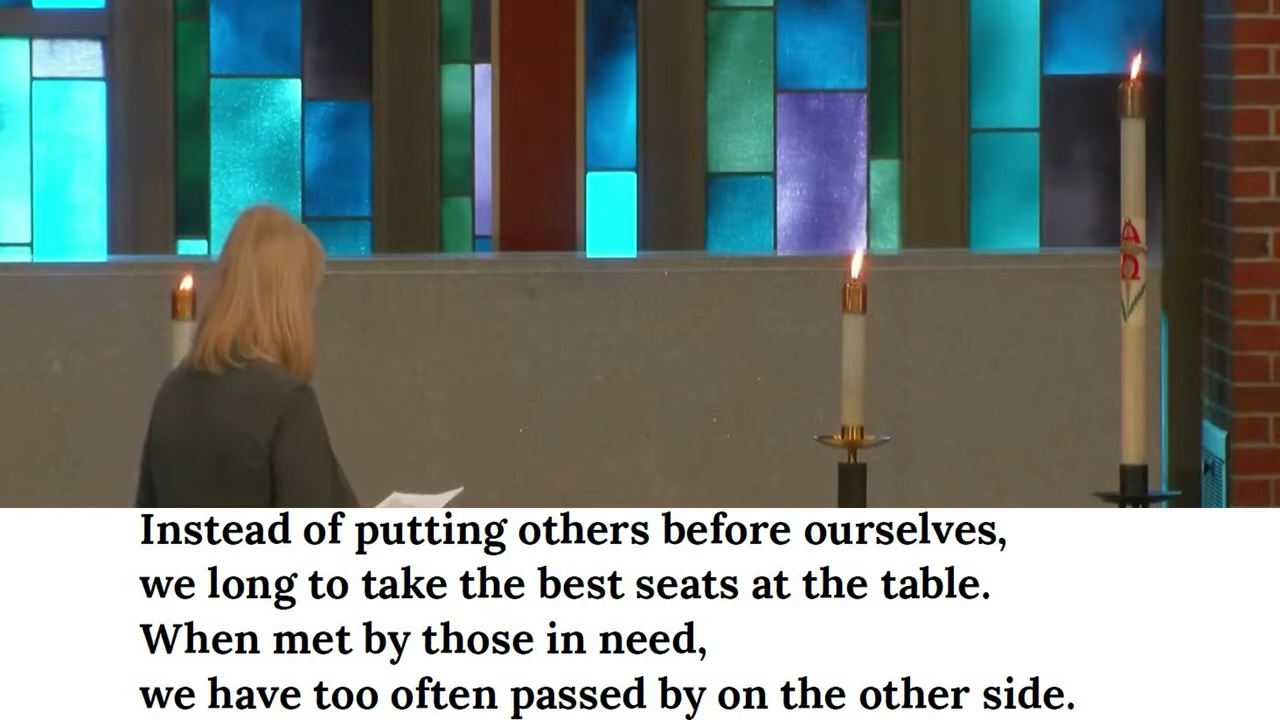 ΑΩ
Instead of putting others before ourselves,
we long to take the best seats at the table.
When met by those in need,
we have too often passed by on the other side.